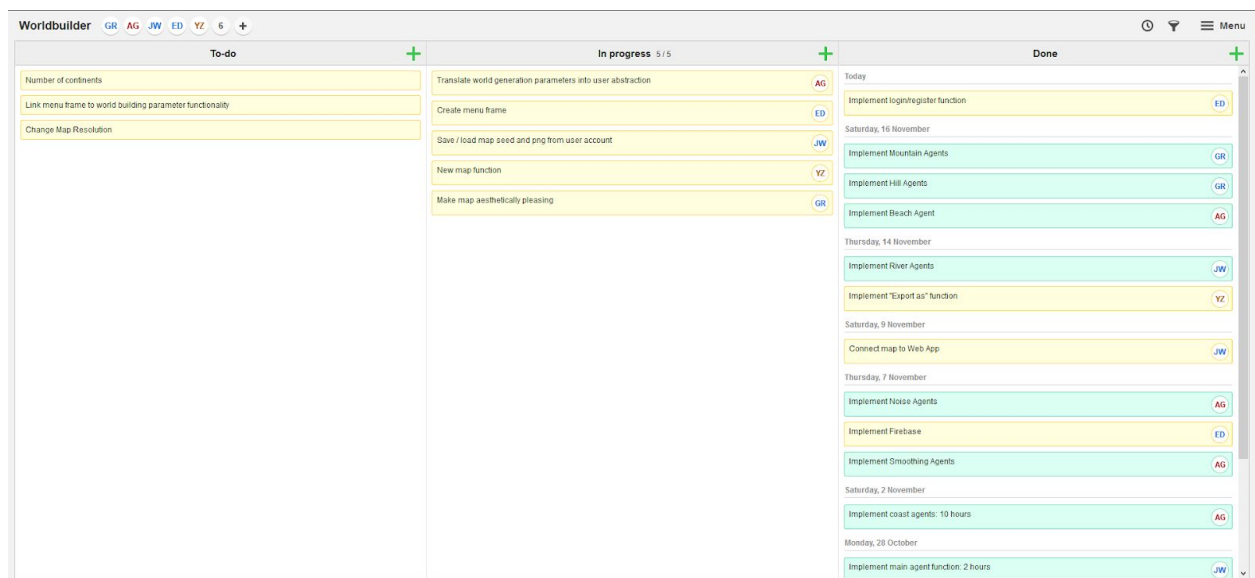 Worldbuilder GR AG JW ED YZ 6 + Menu
To-do
Number of continents
Link menu frame to world building parameter functionality
Change Map Resolution
In progress 5/5
Translate world generation parameters into user abstraction AG
Create menu frame ED
Save / load map seed and png from user account JW
New map function YZ
Make map aesthetically pleasing GR
Done
Today
Implement login/register function ED
Saturday, 16 November
Implement Mountain Agents GR
Implement Hill Agents GR
Implement Beach Agent AG
Thursday, 14 November
Implement River Agents JW
Implement "Export as" function YZ
Saturday, 9 November
Connect map to Web App JW
Thursday, 7 November
Implement Noise Agents AG
Implement Firebase ED
Implement Smoothing Agents AG
Saturday, 2 November
Implement coast agents: 10 hours AG
Monday, 28 October
Implement main agent function: 2 hours JW